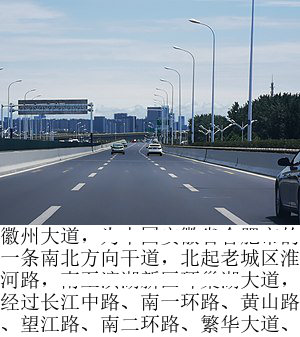 徽州大道，
一条南北方向干道，北起老城区淮
河路，大道，
经过长江中路、南一环路、黄山路
、望江路、南二环路、繁华大道、